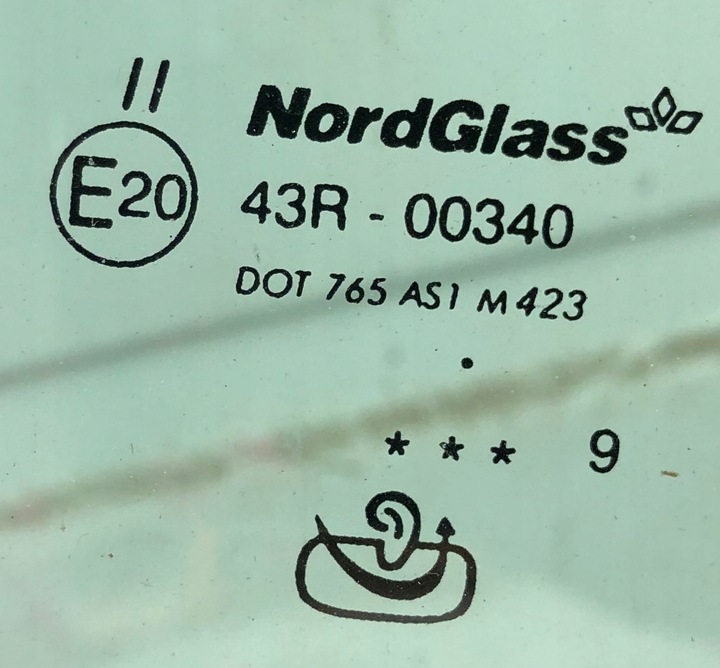 II
E20
NordGlass
43R - 00340
DOT 765 AS1 M423
.
* * * 9